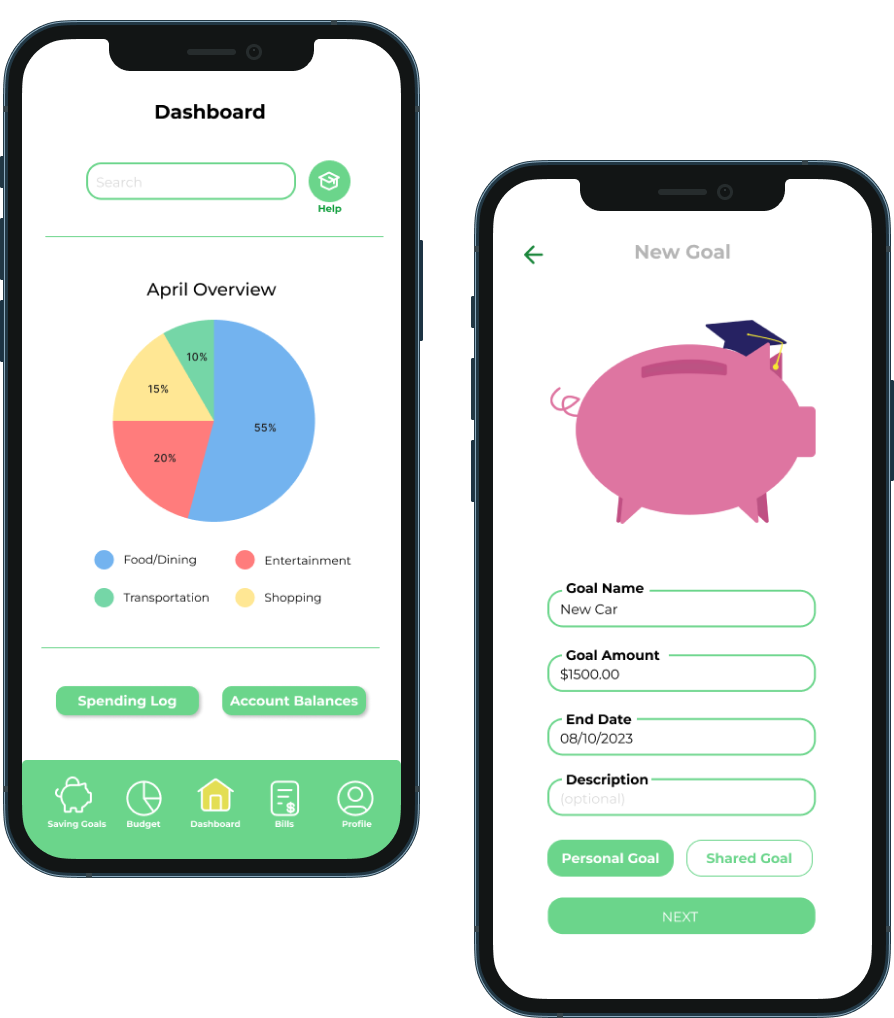 Dashboard
Search
Help
April Overview
10%
15%
55%
20%
Food/Dining
Entertainment
Transportation
Shopping
Spending Log
Account Balances
$
Saving Goals
Budget
Dashboard
Bills
Profile
New Goal
Goal Name
New Car
Goal Amount
$1500.00
End Date
08/10/2023
Description
(optional)
Personal Goal
Shared Goal
NEXT